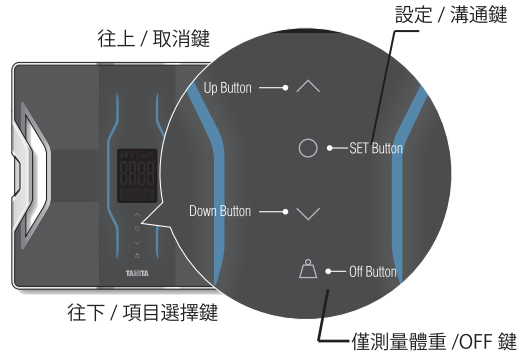 設定 / 溝通鍵
往上 / 取消鍵
Up Button
SET Button
Down Button
Off Button
TANITA
往下 / 項目選擇鍵
僅測量體重 /OFF 鍵